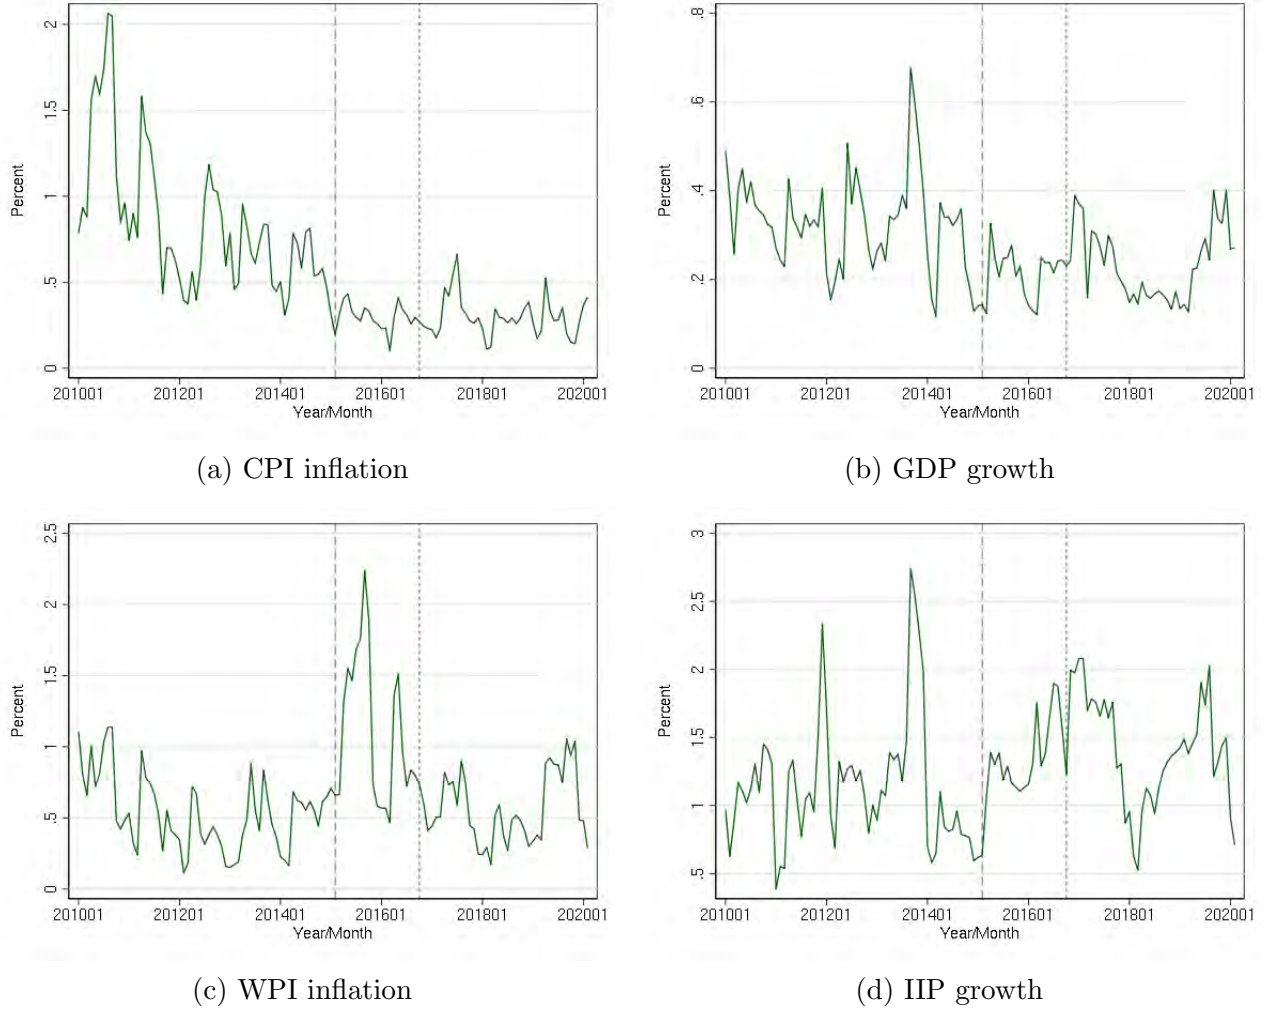 Percent
0 .5 1 1.5 2
201001 201201 201401 201601 201801 202001
Year/Month
(a) CPI inflation
Percent
0 .2 .4 .6 .8
201001 201201 201401 201601 201801 202001
Year/Month
(b) GDP growth
Percent
0 .5 1 1.5 2 2.5
201001 201201 201401 201601 201801 202001
Year/Month
(c) WPI inflation
Percent
.5 1 1.5 2 2.5 3
201001 201201 201401 201601 201801 202001
Year/Month
(d) IIP growth